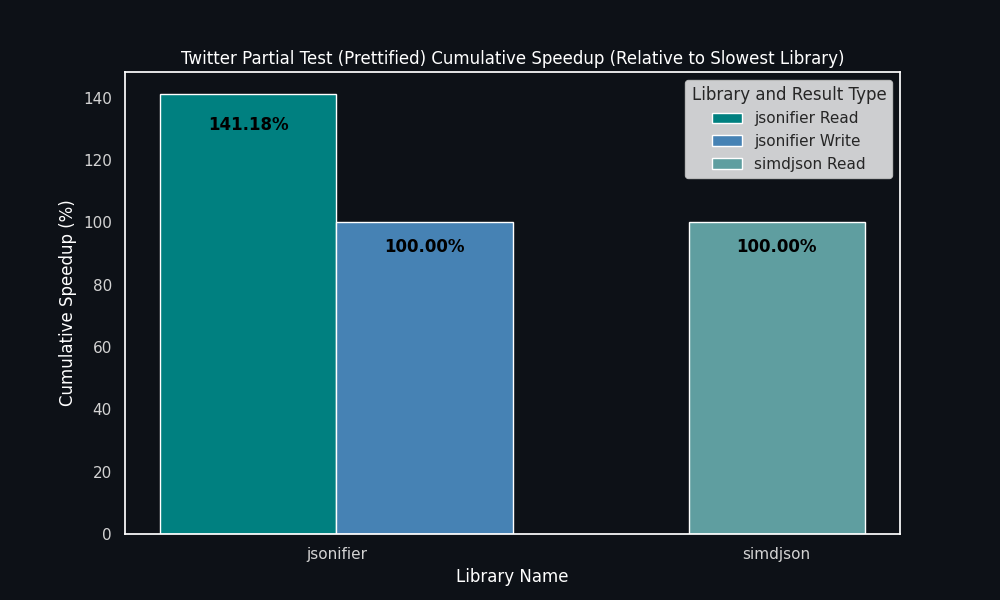 Twitter Partial Test (Prettified) Cumulative Speedup (Relative to Slowest Library)
Library and Result Type
jsonifier Read
jsonifier Write
simdjson Read
141.18%
100.00%
100.00%
Cumulative Speedup (%)
140
120
100
80
60
40
20
0
jsonifier
simdjson
Library Name